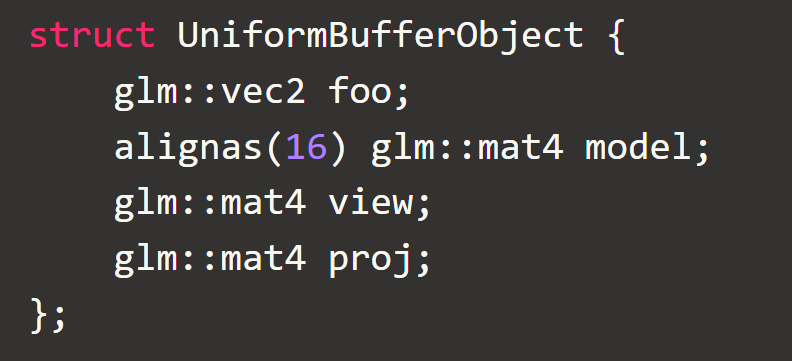 struct UniformBufferObject {
    glm::vec2 foo;
    alignas(16) glm::mat4 model;
    glm::mat4 view;
    glm::mat4 proj;
};